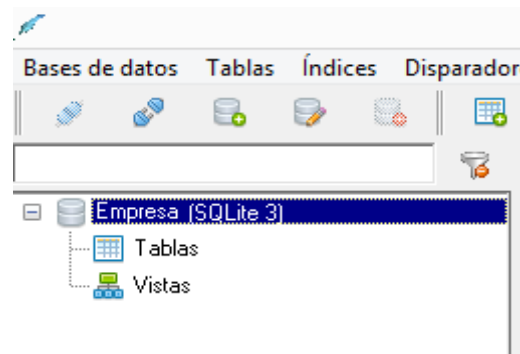 Bases de datos Tablas Índices Disparador
Empresa (SQLite 3)
Tablas
Vistas